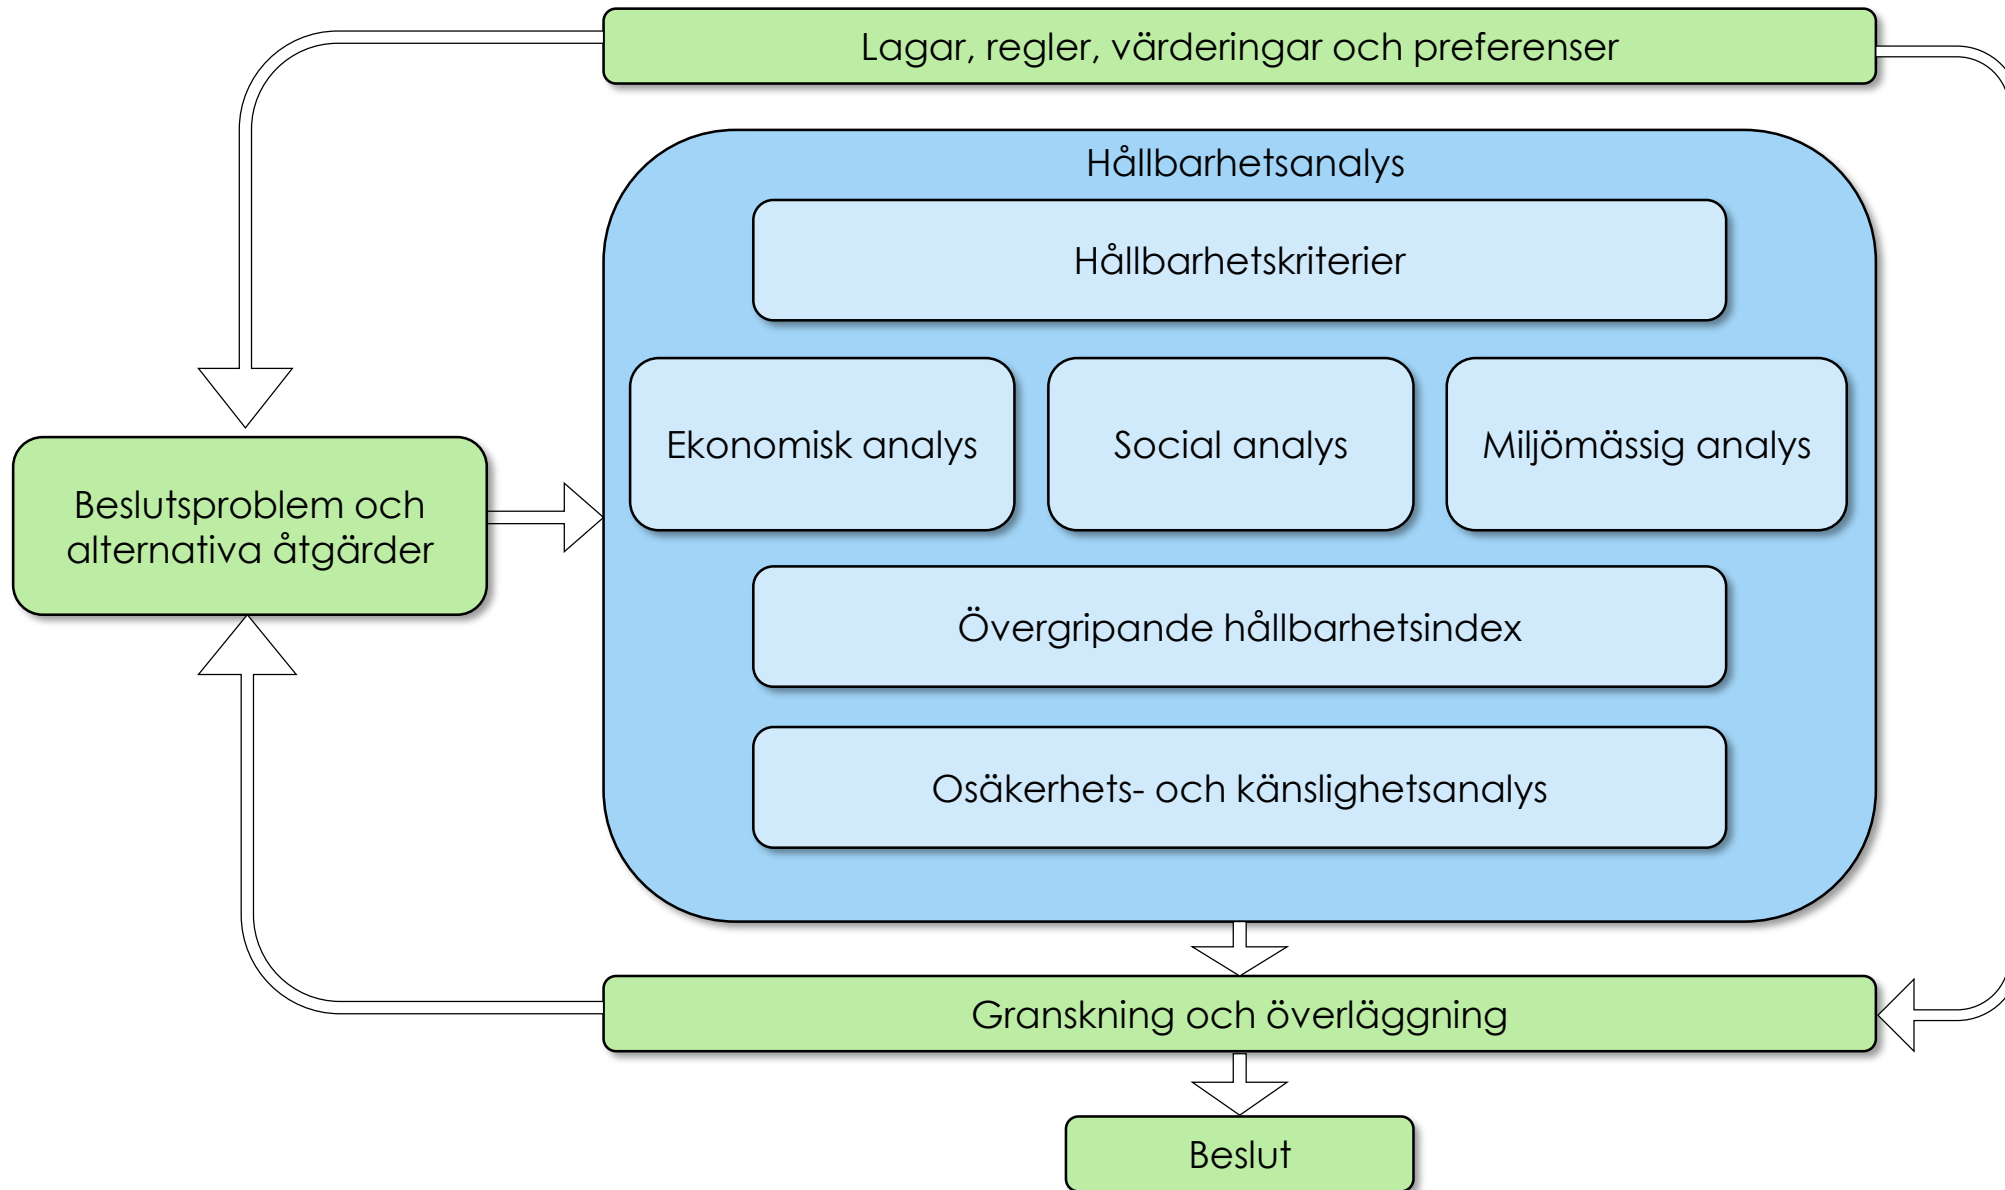 Lagar, regler, värderingar och preferenser
Hållbarhetsanalys
Hållbarhetskriterier
Ekonomisk analys
Social analys
Miljömässig analys
Beslutsproblem och
alternativa åtgärder
Övergripande hållbarhetsindex
Osäkerhets- och känslighetsanalys
Granskning och överläggning
Beslut